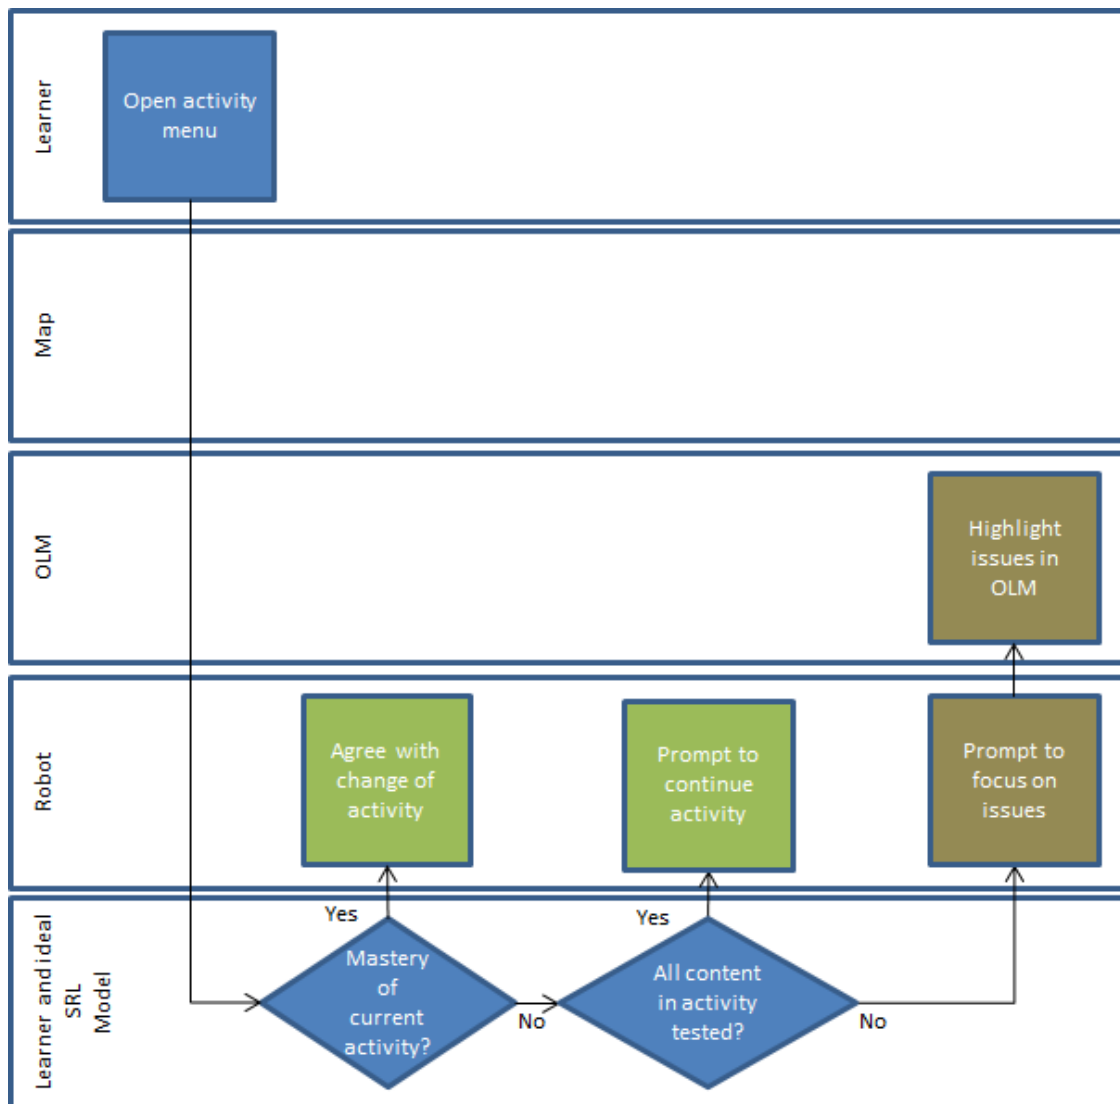 Learner
Open activity
menu
Map
OLM
Highlight
issues in
OLM
Robot
Agree with
change of
activity
Prompt to
continue
activity
Prompt to
focus on
issues
Learner and ideal
SRL
Model
Yes
Mastery
of
current
activity?
No
Yes
All content
in activity
tested?
No